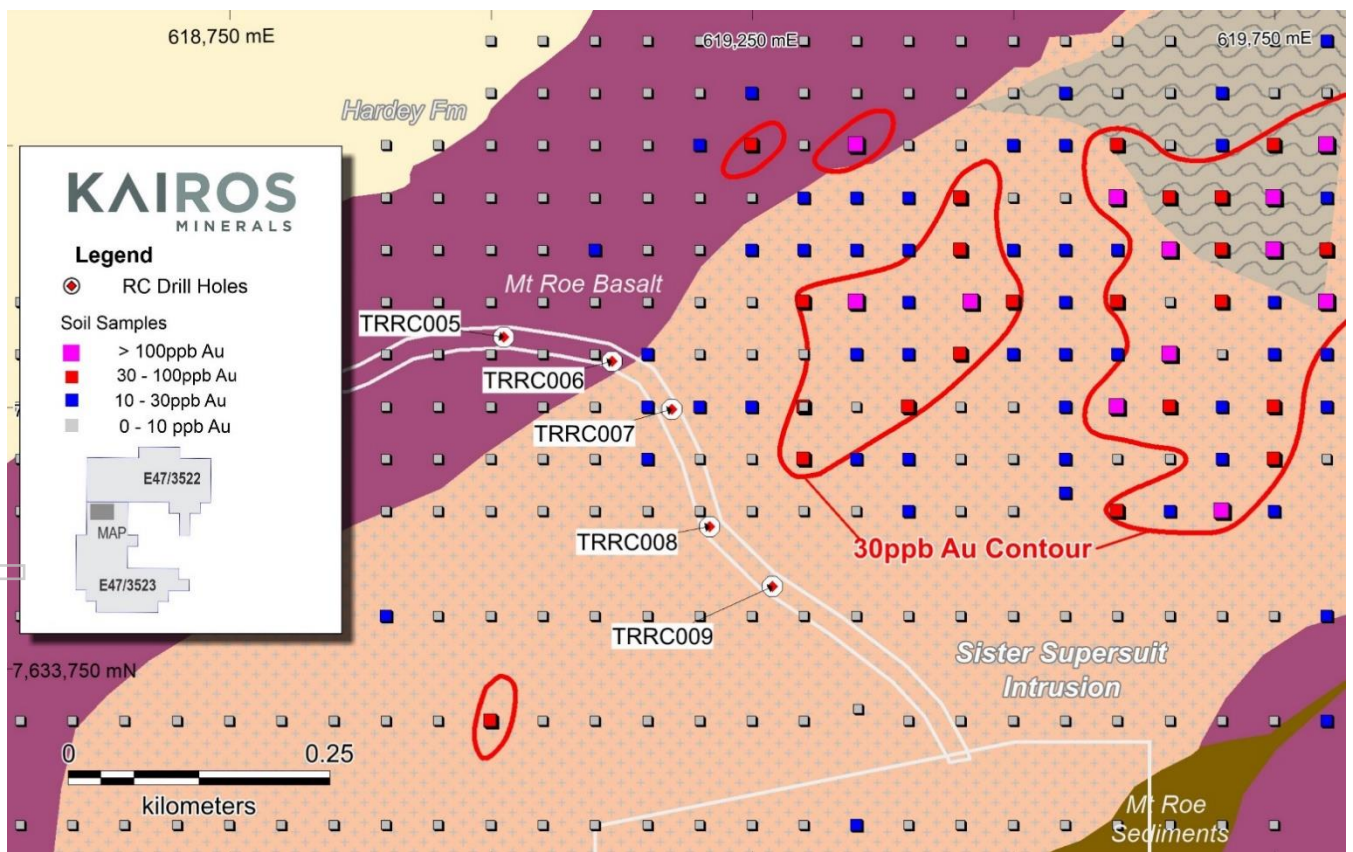 618,750 mE
619,250 mE
619,750 mE
Hardey Fm
KAIROS
MINERALS
Legend
RC Drill Holes
Soil Samples
> 100ppb Au
30 - 100ppb Au
10 - 30ppb Au
0 - 10 ppb Au
E47/3522
MAP
E47/3523
Mt Roe Basalt
TRRC005
TRRC006
TRRC007
TRRC008
TRRC009
30ppb Au Contour
Sister Supersuit
Intrusion
7,633,750 mN
0
0.25
kilometers
Mt Roe
Sediments